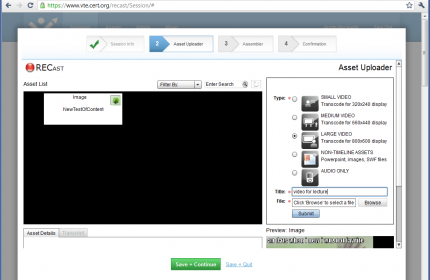 https://www.vte.cert.org/recast/Session/#
Session Info
2 Asset Uploader
3 Assembler
4 Confirmation
RECAST
Asset Uploader
Asset List
Filter By:
Enter Search
Image
NewTestOfContent
Type: *
SMALL VIDEO
Transcode for 320x240 display
MEDIUM VIDEO
Transcode for 660x440 display
LARGE VIDEO
Transcode for 800x600 display
NON-TIMELINE ASSETS
Powerpoint, Images, SWF files
AUDIO ONLY
Title: * video for lecture
File: * Click 'Browse' to select a file
Browse
Submit
Asset Details
Transcript
Preview: Image
Save + Continue
Save + Quit